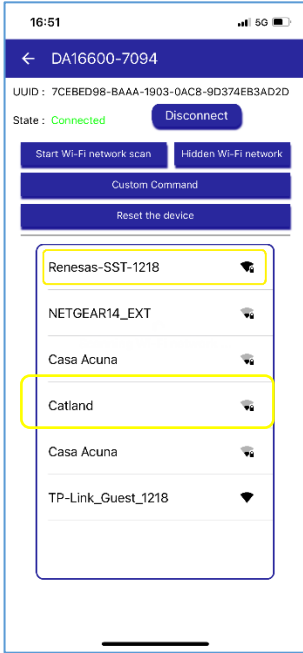 16:51 5G
DA16600-7094
UUID : 7CEBED98-BAAA-1903-0AC8-9D374EB3AD2D
State : Connected Disconnect
Start Wi-Fi network scan Hidden Wi-Fi network
Custom Command
Reset the device
Renesas-SST-1218
NETGEAR14_EXT
Casa Acuna
Catland
Casa Acuna
TP-Link_Guest_1218